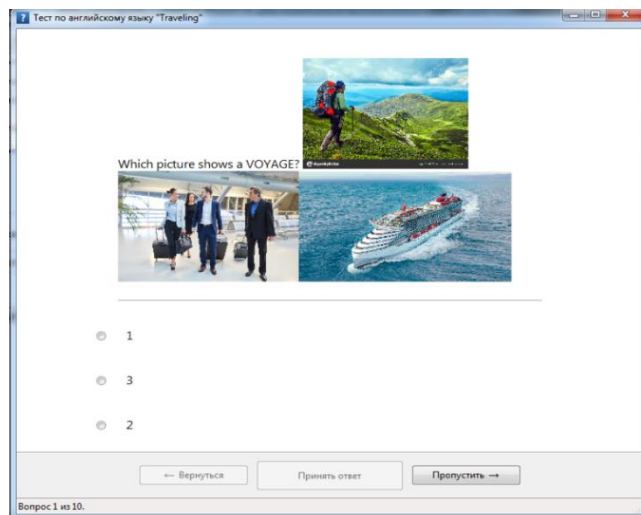 Тест по английскому языку "Traveling"
Which picture shows a VOYAGE?
1
3
2
← Вернуться
Принять ответ
Пропустить →
Вопрос 1 из 10.